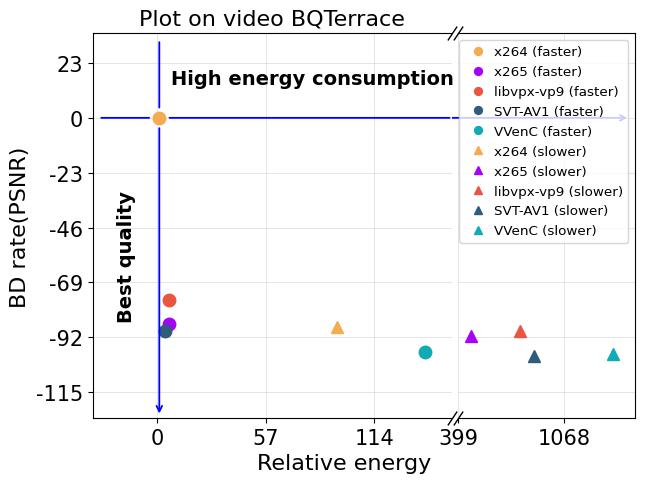 Plot on video BQTerrace
High energy consumption
Best quality
BD rate(PSNR)
23
0
-23
-46
-69
-92
-115
x264 (faster)
x265 (faster)
libvpx-vp9 (faster)
SVT-AV1 (faster)
VVenC (faster)
x264 (slower)
x265 (slower)
libvpx-vp9 (slower)
SVT-AV1 (slower)
VVenC (slower)
0 57 114 399 1068
Relative energy